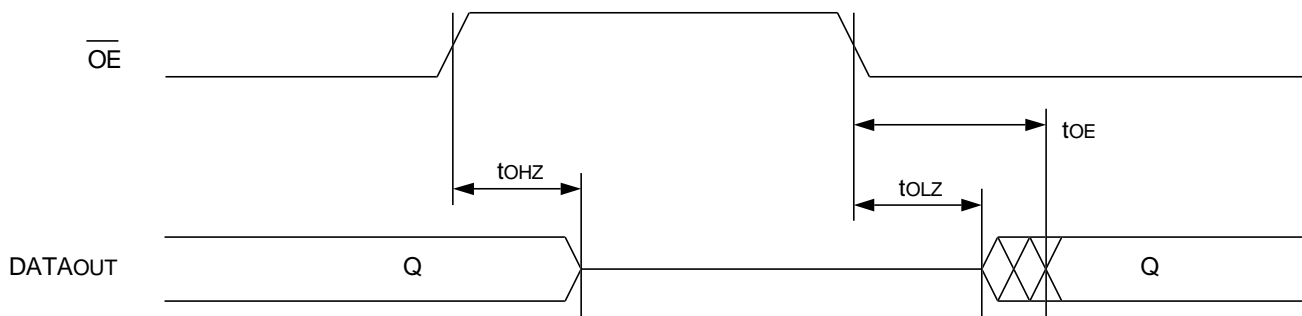 OE
tOE
tOHZ
tOLZ
DATAOUT
Q
Q